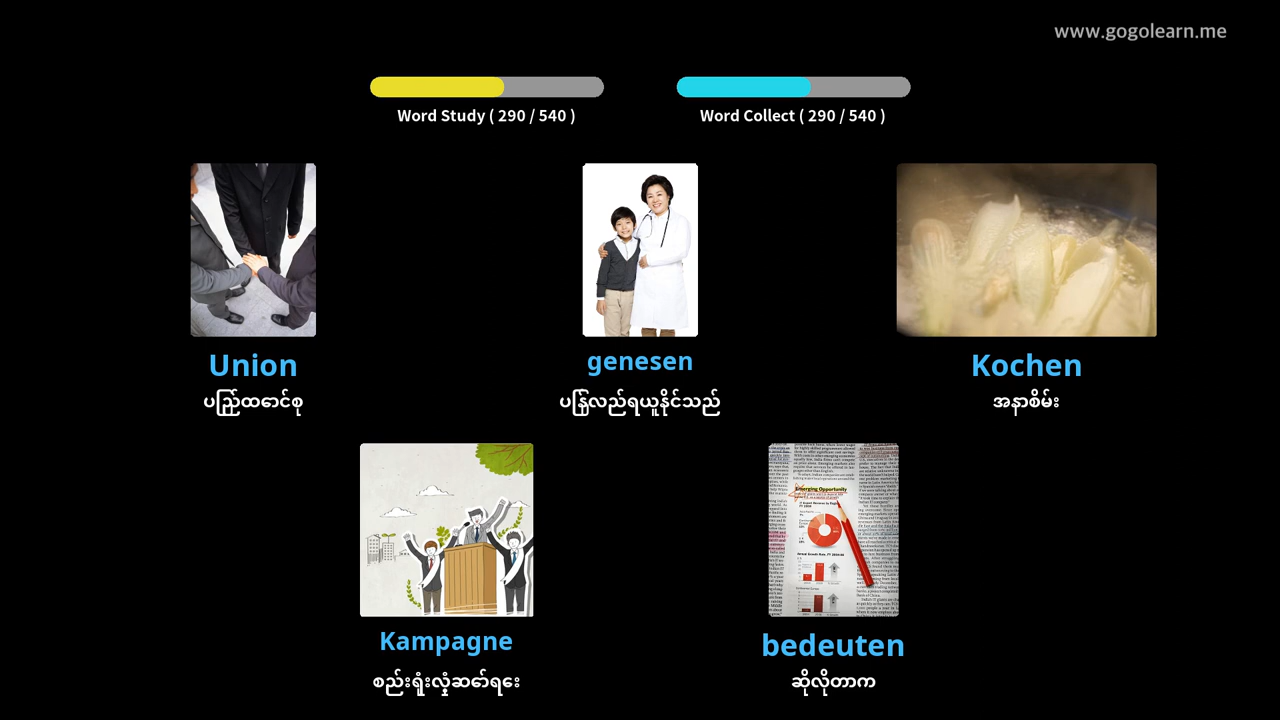 www.gogolearn.me
Word Study ( 290 / 540 )
Word Collect ( 290 / 540 )
Union
genesen
Kochen
ပြည်ထောင်စု
ပြန်လည်ရယူနိုင်သည်
အနာစိမ်း
Emerging Opportunity
Kampagne
bedeuten
စည်းရုံးလှုံ့ဆော်ရေး
ဆိုလိုတာက